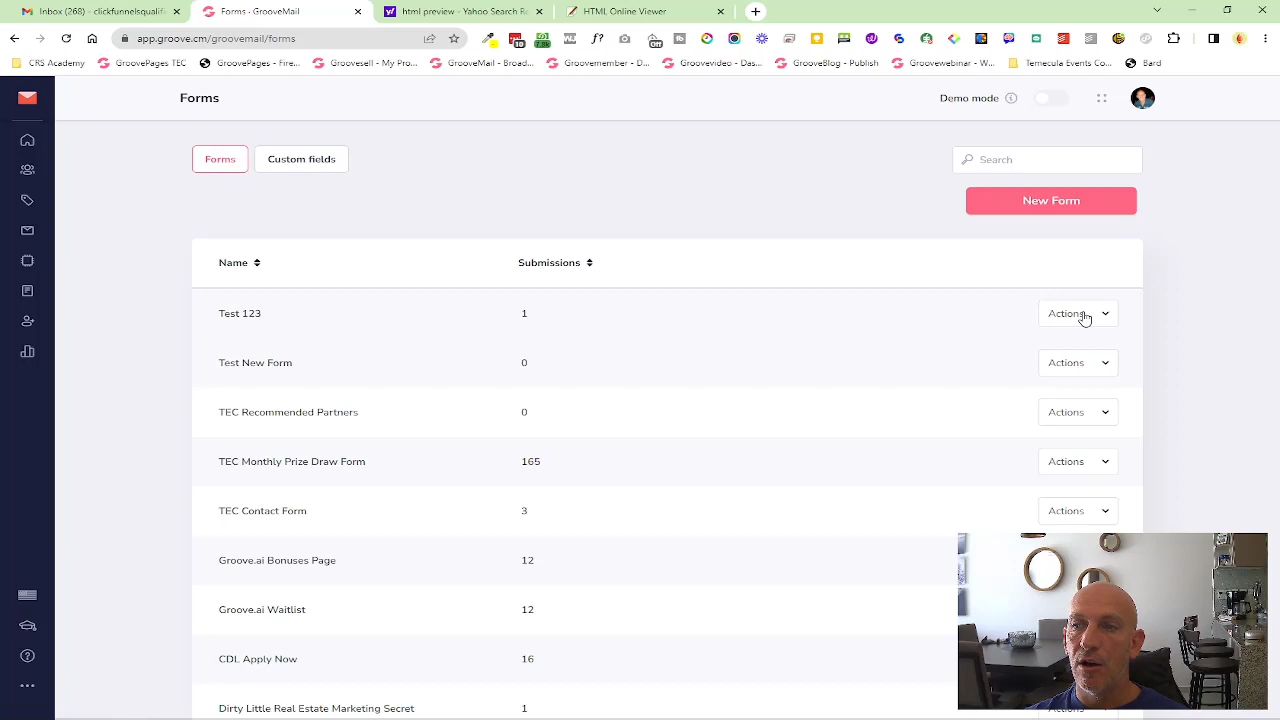 Inbox (268) - clickfunnelsqualifi
Forms · GrooveMail
html preview - Yahoo Search Re
HTML Online Viewer
app.groove.cm/groovemail/forms
CRS Academy
GroovePages TEC
GroovePages - Fire...
Groovesell - My Pro...
GrooveMail - Broad...
Groovemember - D...
Groovevideo - Das...
GrooveBlog - Publish
Groovewebinar - W...
Temecula Events Co...
Bard
Forms
Demo mode
Forms
Custom fields
Search
New Form
Name
Submissions
Test 123
1
Actions
Test New Form
0
Actions
TEC Recommended Partners
0
Actions
TEC Monthly Prize Draw Form
165
Actions
TEC Contact Form
3
Actions
Groove.ai Bonuses Page
12
Groove.ai Waitlist
12
CDL Apply Now
16
Dirty Little Real Estate Marketing Secret
1
Actions